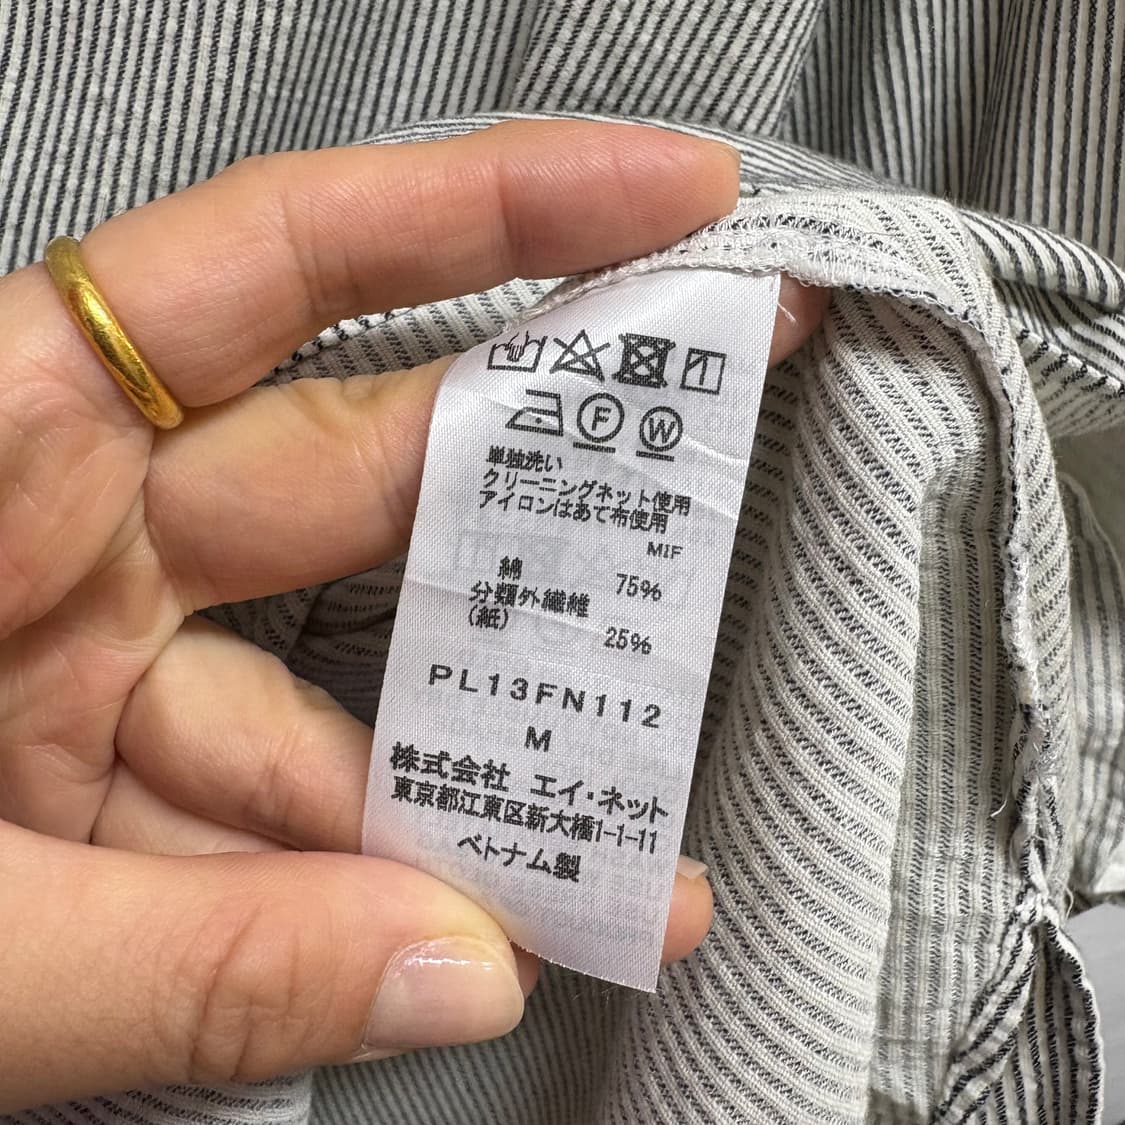 F W
単独洗い
クリーニングネット使用
アイロンはあて布使用
MIF
綿 75%
分類外繊維
(紙) 25%
PL13FN112
M
株式会社 エイ・ネット
東京都江東区新大橋1-1-11
ベトナム製